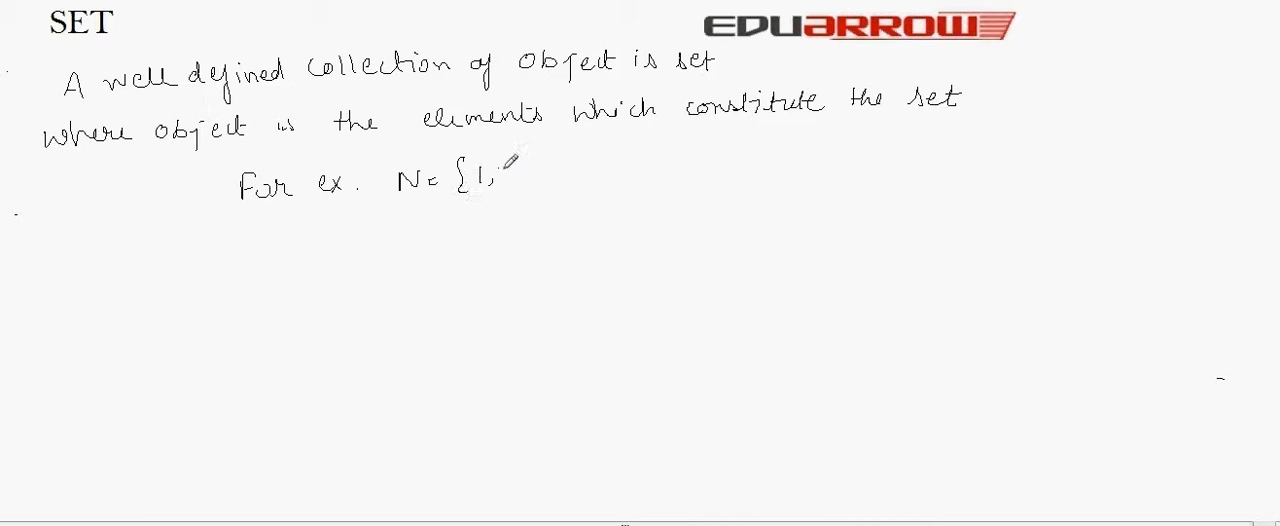 SET
EDUARROW
A well defined collection of object is set
where object is the elements which constitute the set
For ex. N = {1,